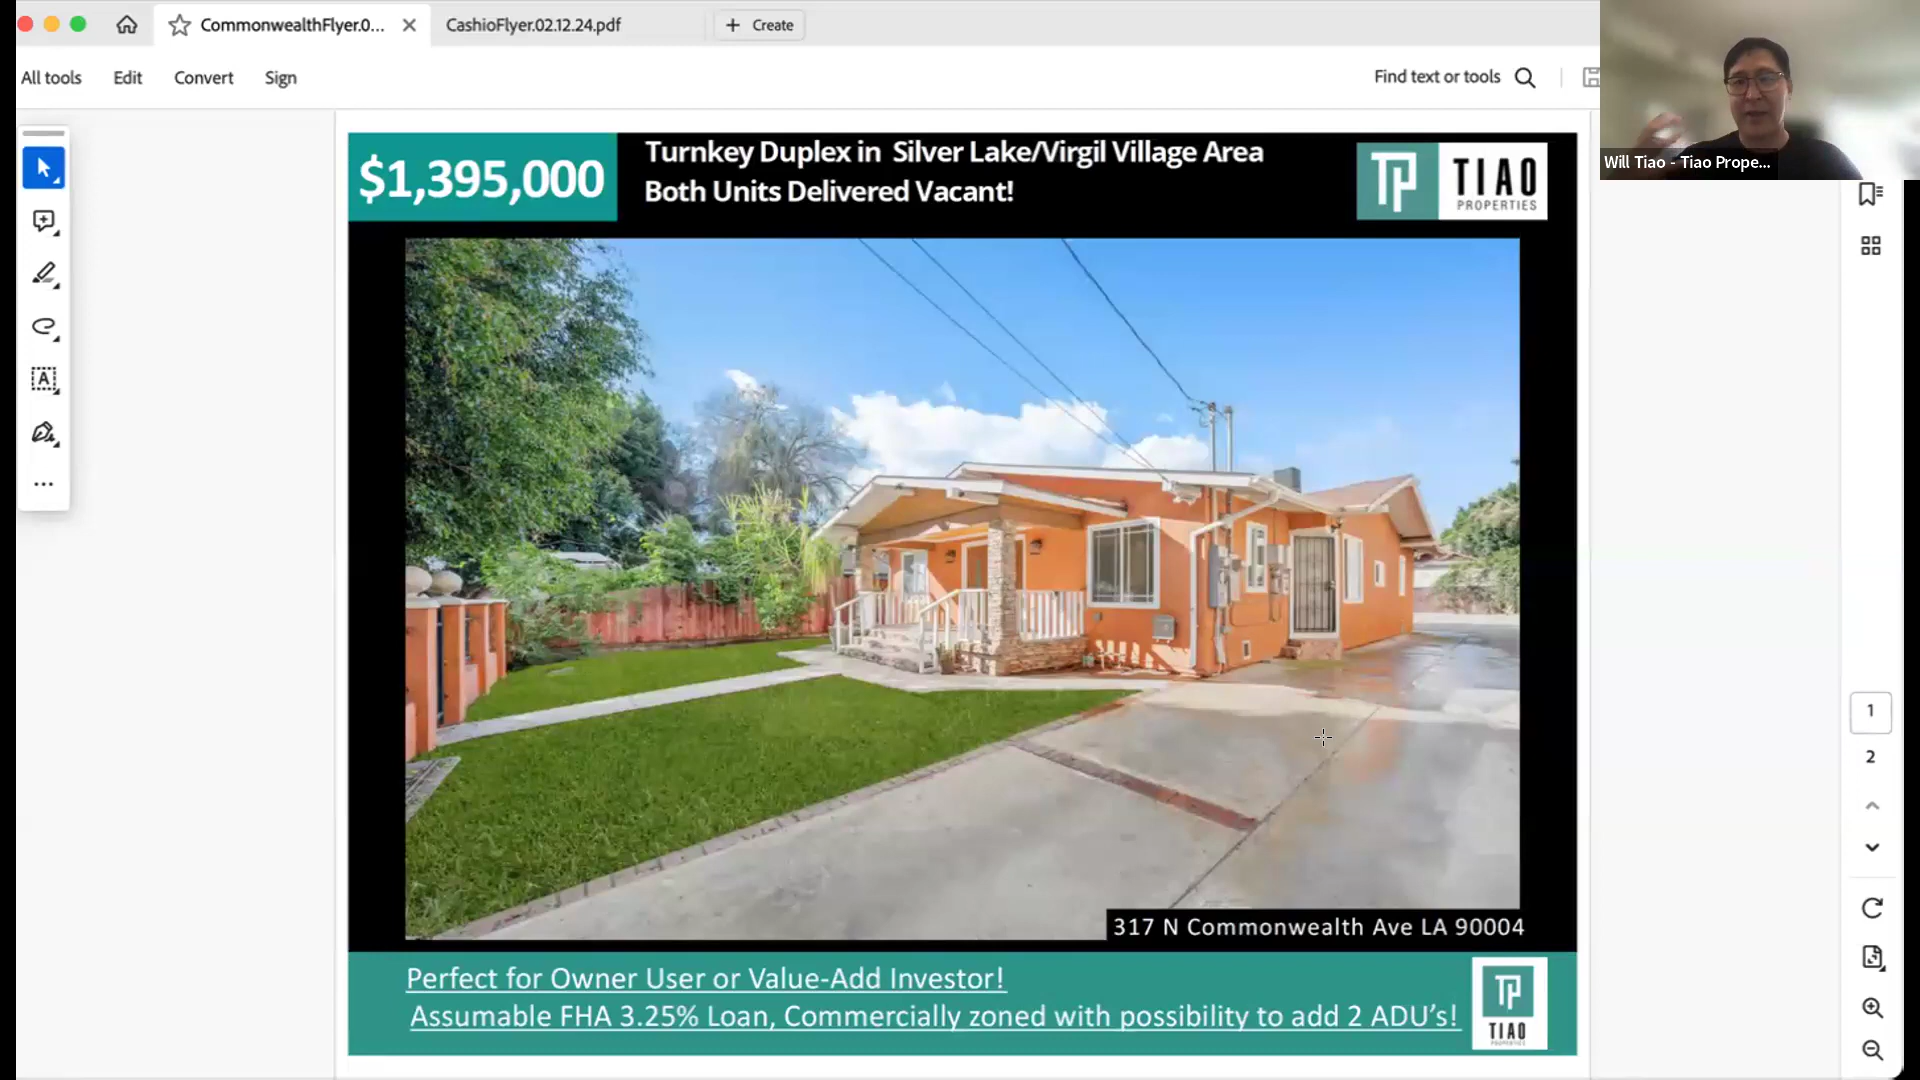 CommonwealthFlyer.0...
CashioFlyer.02.12.24.pdf
+ Create
All tools
Edit
Convert
Sign
Find text or tools
Will Tiao - Tiao Prope...
$1,395,000
Turnkey Duplex in Silver Lake/Virgil Village Area
Both Units Delivered Vacant!
TP
TIAO
PROPERTIES
317 N Commonwealth Ave LA 90004
Perfect for Owner User or Value-Add Investor!
Assumable FHA 3.25% Loan, Commercially zoned with possibility to add 2 ADU's!
TP
TIAO
PROPERTIES
1
2